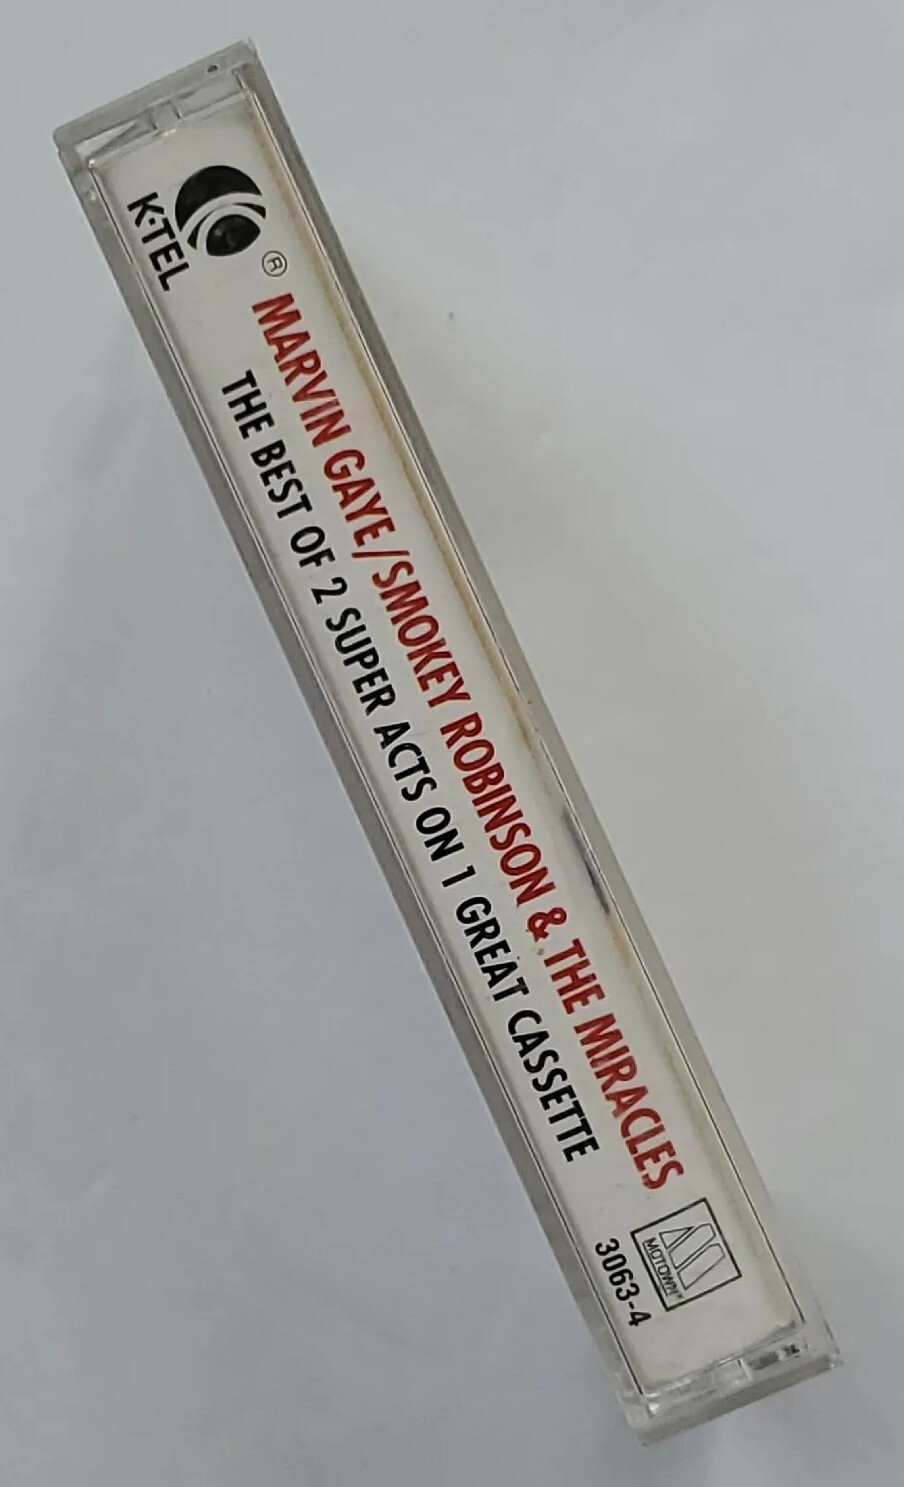 K-TEL
®
MARVIN GAYE/SMOKEY ROBINSON & THE MIRACLES
THE BEST OF 2 SUPER ACTS ON 1 GREAT CASSETTE
MOTOWN™
3063-4